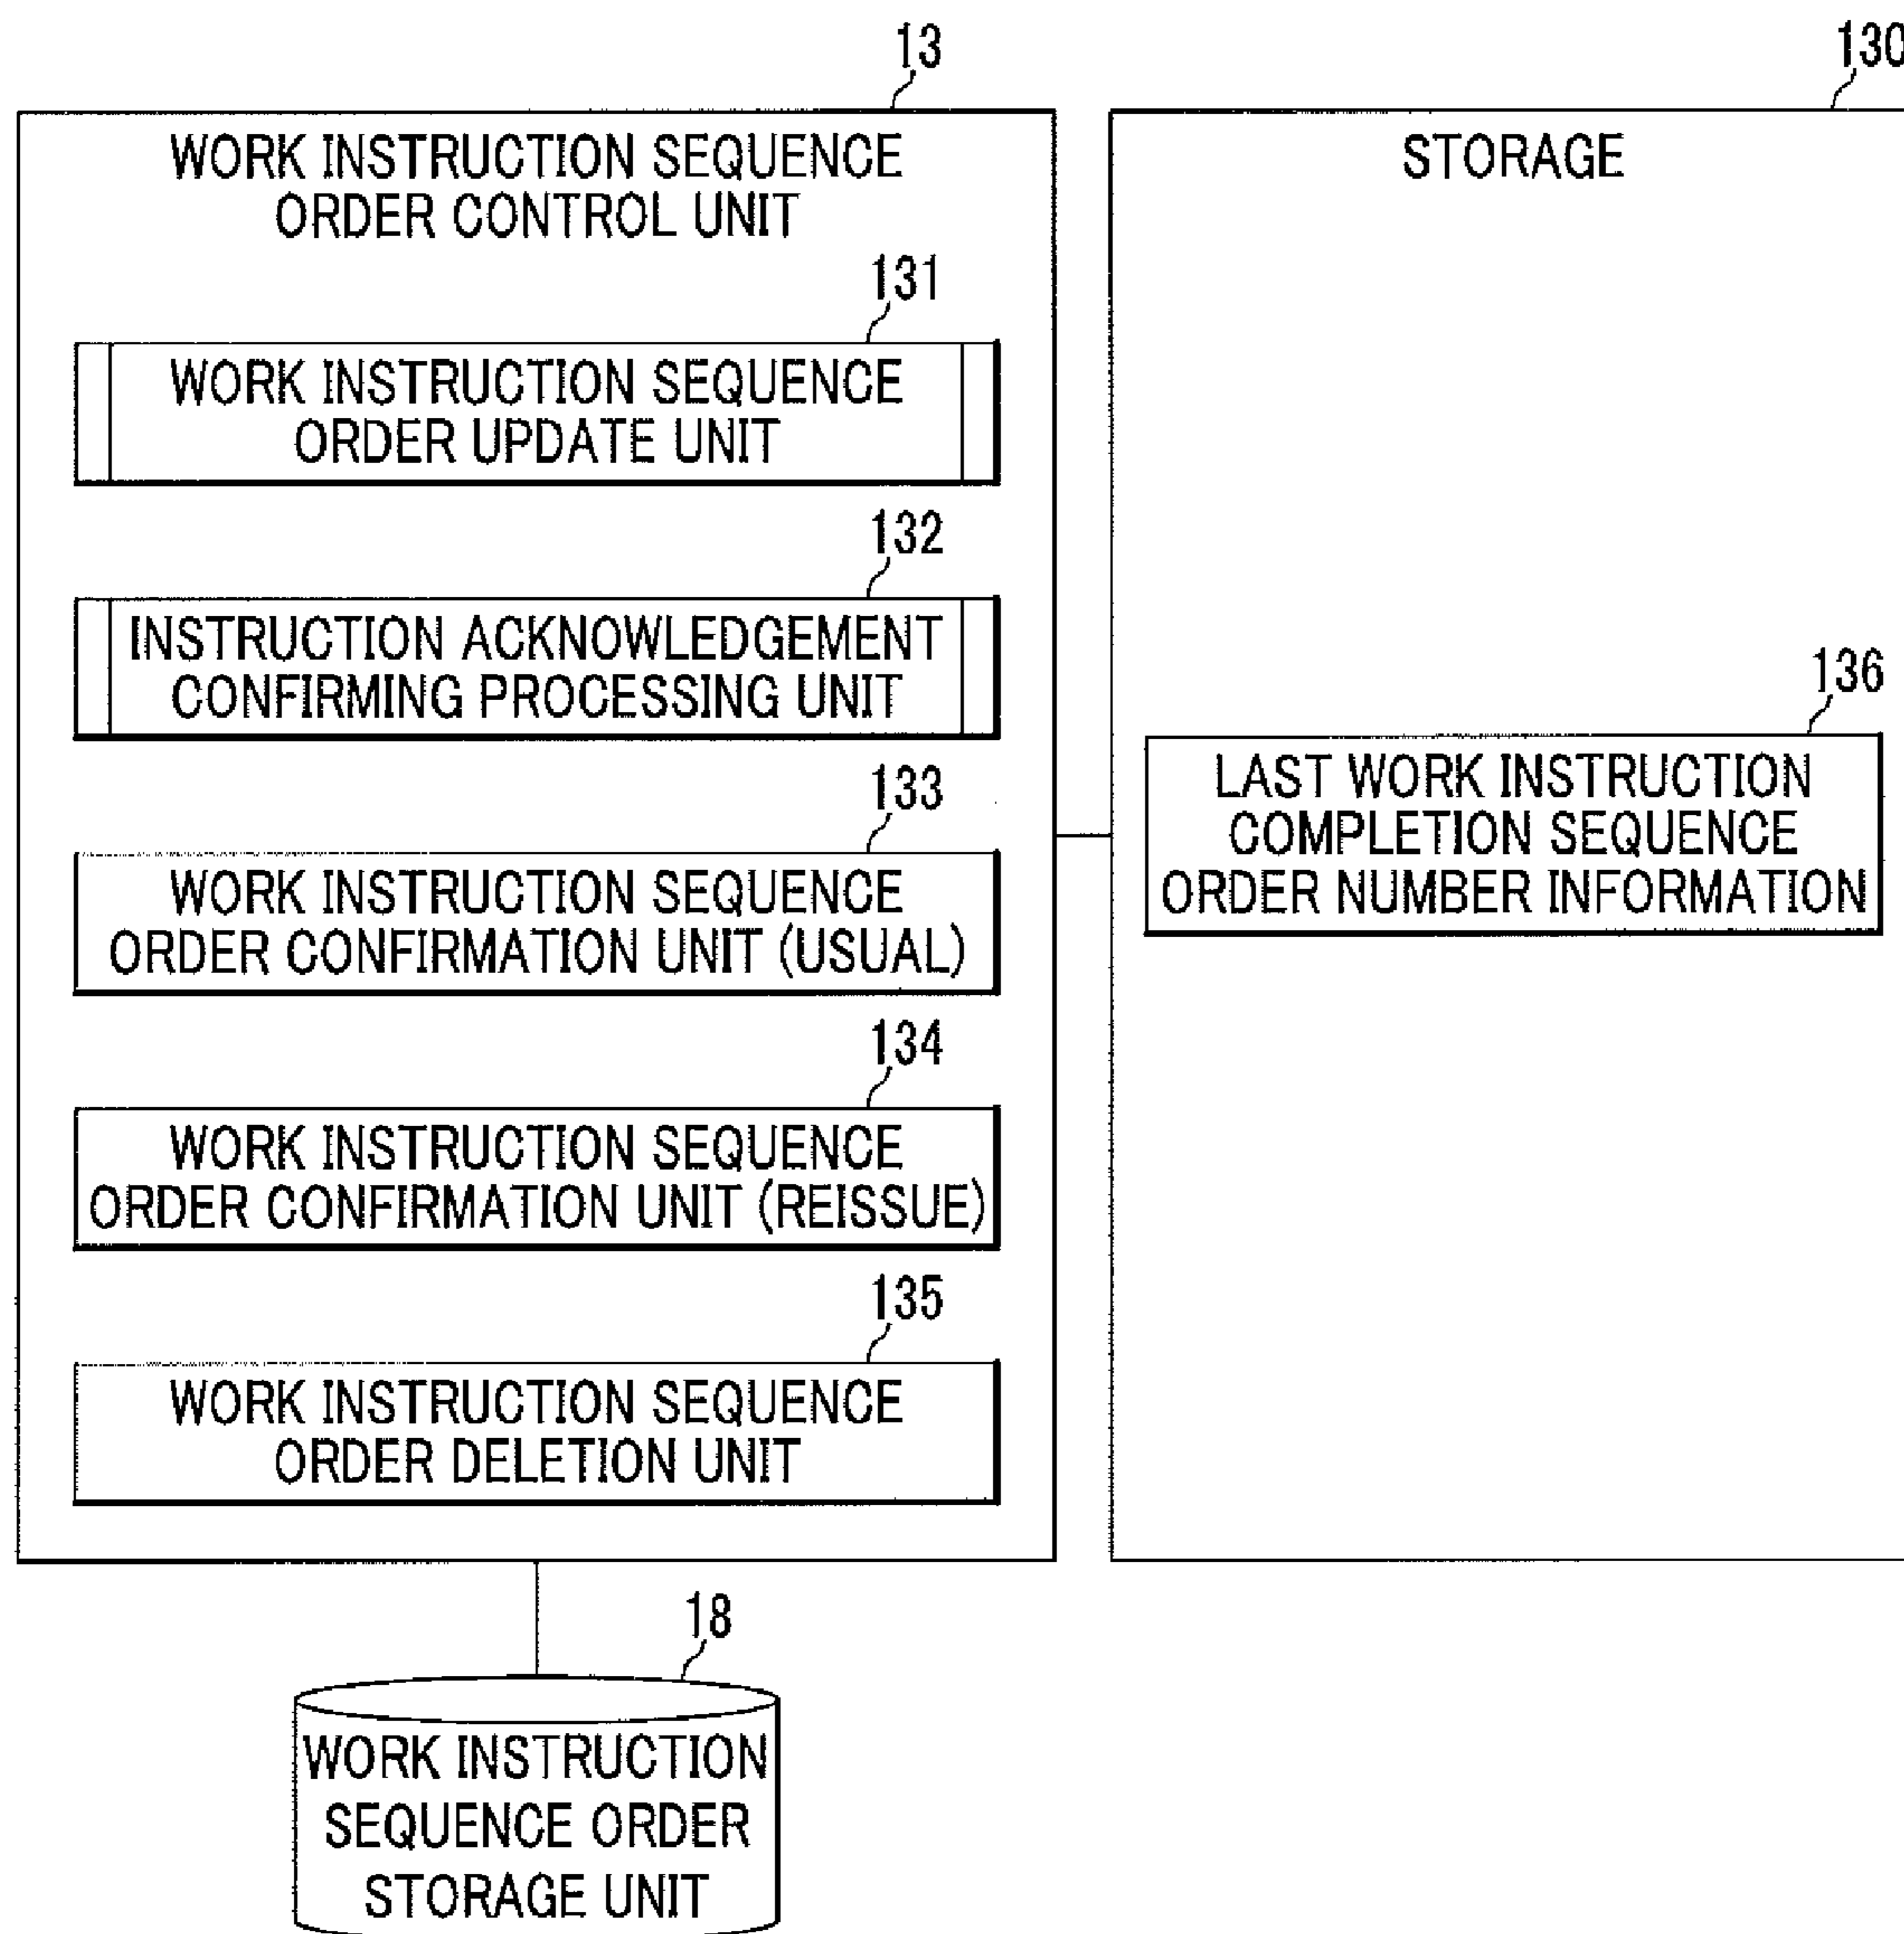 13
WORK INSTRUCTION SEQUENCE
ORDER CONTROL UNIT
131
WORK INSTRUCTION SEQUENCE
ORDER UPDATE UNIT
132
INSTRUCTION ACKNOWLEDGEMENT
CONFIRMING PROCESSING UNIT
133
WORK INSTRUCTION SEQUENCE
ORDER CONFIRMATION UNIT (USUAL)
134
WORK INSTRUCTION SEQUENCE
ORDER CONFIRMATION UNIT (REISSUE)
135
WORK INSTRUCTION SEQUENCE
ORDER DELETION UNIT
130
STORAGE
136
LAST WORK INSTRUCTION
COMPLETION SEQUENCE
ORDER NUMBER INFORMATION
18
WORK INSTRUCTION
SEQUENCE ORDER
STORAGE UNIT